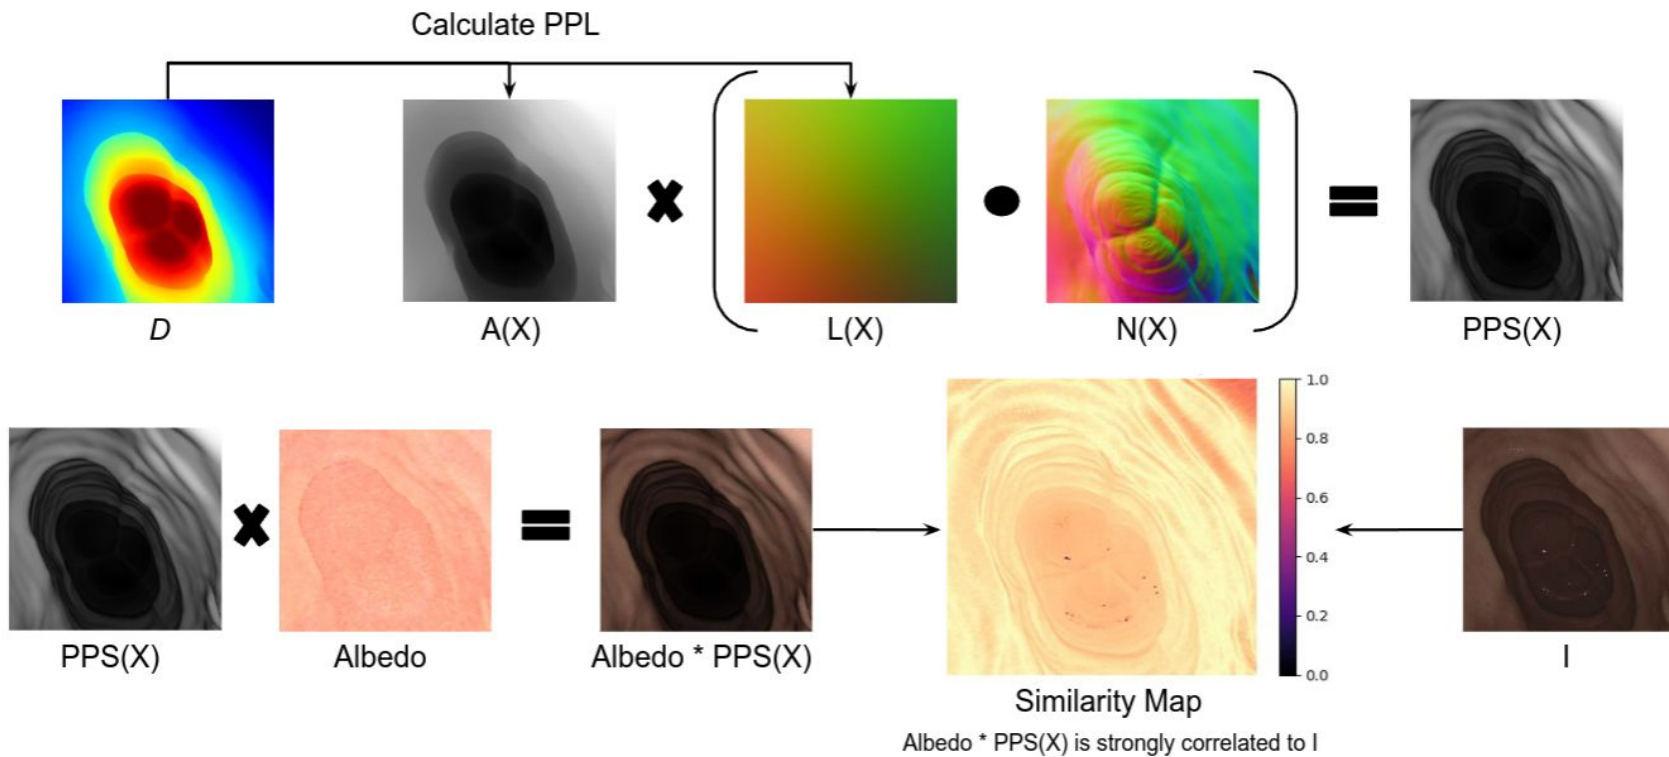 Calculate PPL
D
A(X)
L(X)
N(X)
PPS(X)
1.0
0.8
0.6
0.4
0.2
0.0
PPS(X)
Albedo
Albedo * PPS(X)
I
Similarity Map
Albedo * PPS(X) is strongly correlated to I